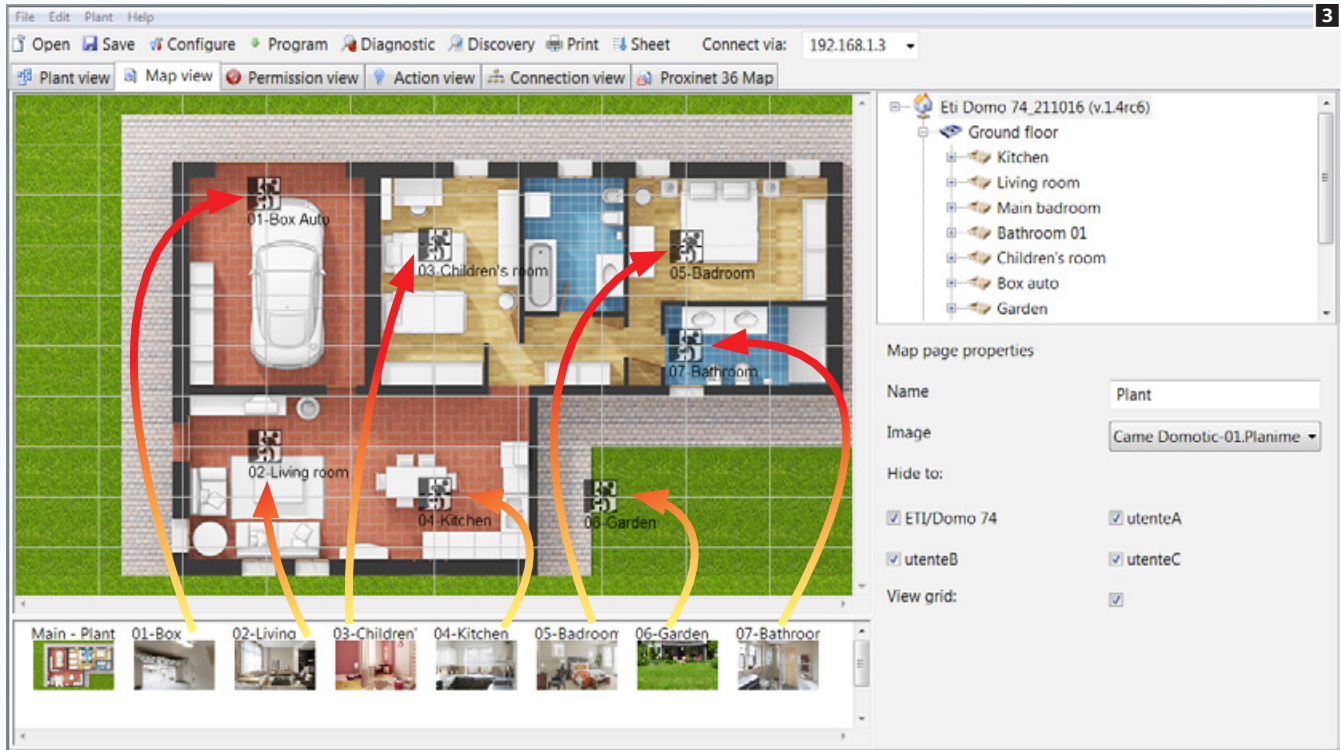 File Edit Plant Help
3
Open Save Configure Program Diagnostic Discovery Print Sheet Connect via: 192.168.1.3
Plant view Map view Permission view Action view Connection view Proxinet 36 Map
01-Box Auto
03-Children's room
05-Badroom
07-Bathroom
02-Living room
04-Kitchen
06-Garden
Main - Plant 01-Box 02-Living 03-Children' 04-Kitchen 05-Badroon 06-Garden 07-Bathroor
Eti Domo 74_211016 (v.1.4rc6)
Ground floor
Kitchen
Living room
Main badroom
Bathroom 01
Children's room
Box auto
Garden
Map page properties
Name Plant
Image Came Domotic-01.Planime
Hide to:
ETI/Domo 74 utenteA
utenteB utenteC
View grid: